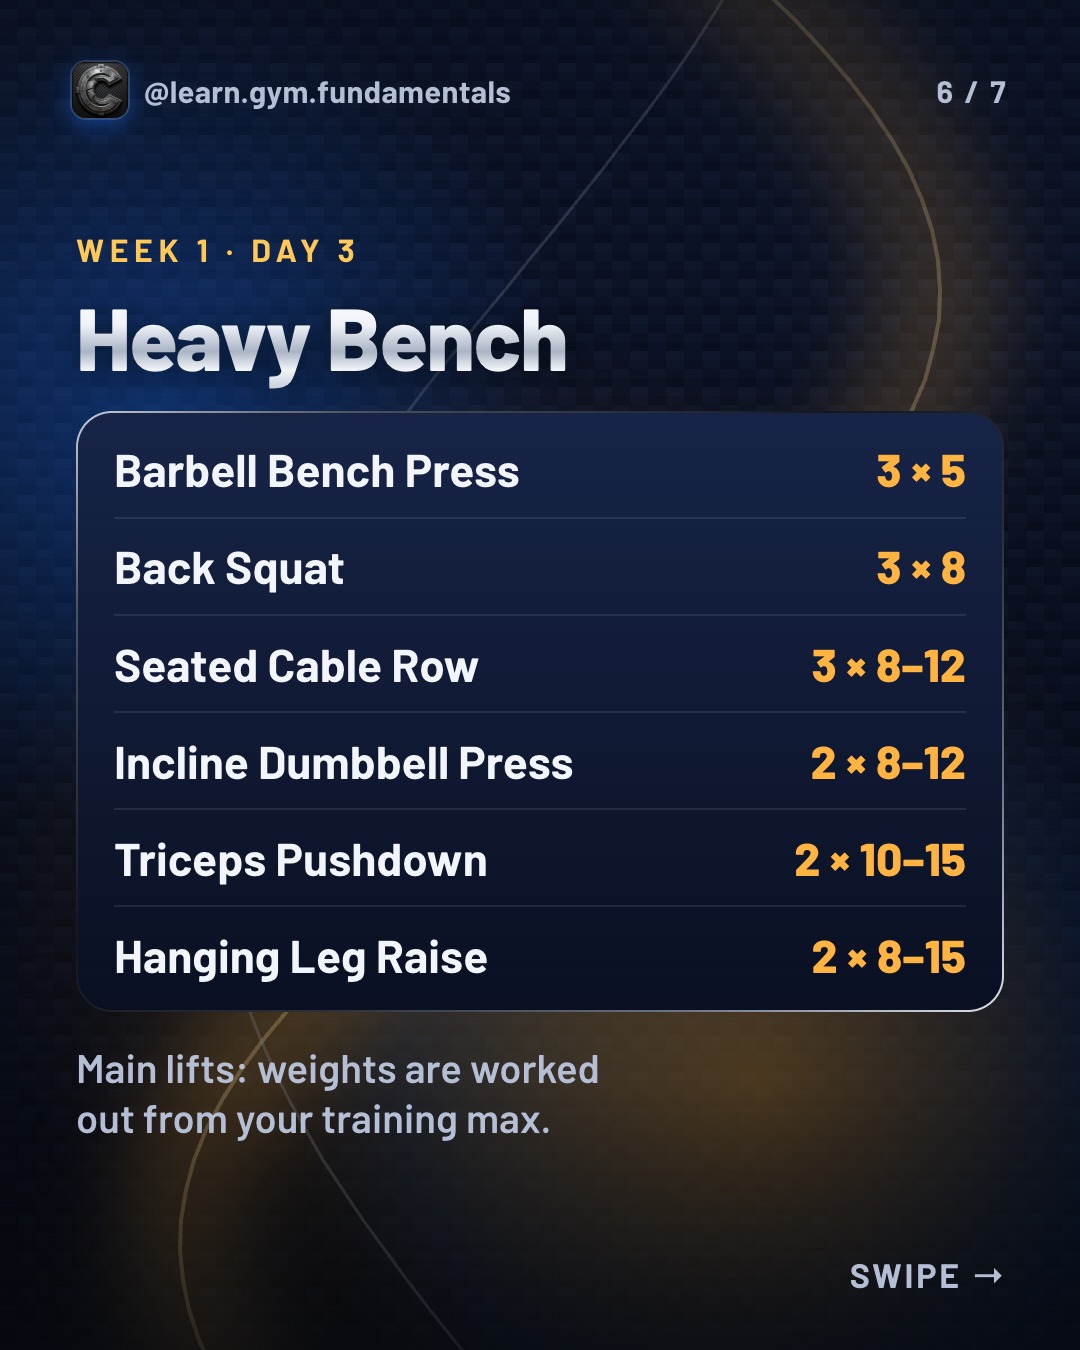 @learn.gym.fundamentals
6 / 7
WEEK 1 · DAY 3
Heavy Bench
Barbell Bench Press 3 × 5
Back Squat 3 × 8
Seated Cable Row 3 × 8–12
Incline Dumbbell Press 2 × 8–12
Triceps Pushdown 2 × 10–15
Hanging Leg Raise 2 × 8–15
Main lifts: weights are worked
out from your training max.
SWIPE →